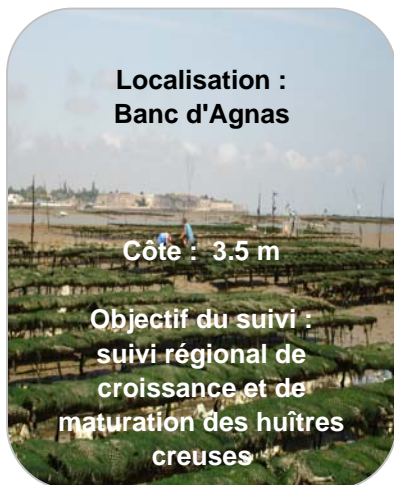 Localisation :
Banc d'Agnas
Côte :  3.5 m
Objectif du suivi :
suivi régional de
croissance et de
maturation des huîtres
creuses